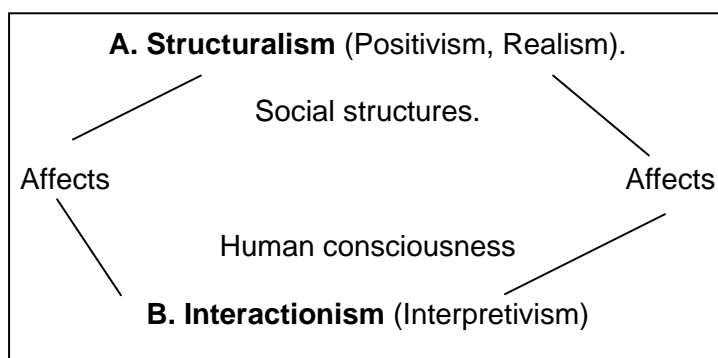 A. Structuralism (Positivism, Realism).
Social structures.
Affects Affects
Human consciousness
B. Interactionism (Interpretivism)